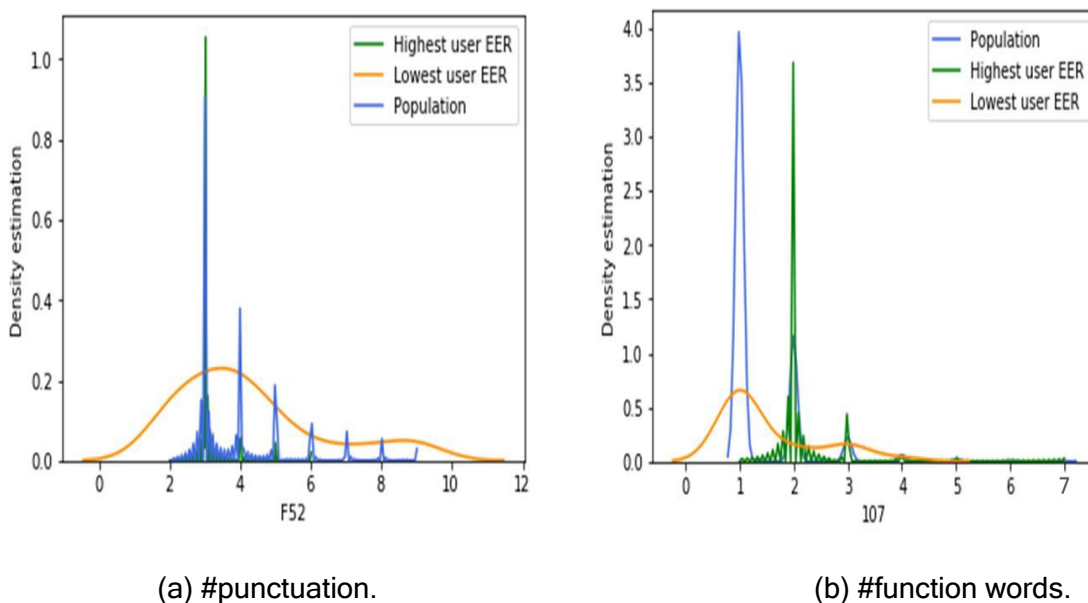 Highest user EER
Lowest user EER
Population
Density estimation
1.0
0.8
0.6
0.4
0.2
0.0
0 2 4 6 8 10 12
F52
(a) #punctuation.
Population
Highest user EER
Lowest user EER
Density estimation
4.0
3.5
3.0
2.5
2.0
1.5
1.0
0.5
0.0
0 1 2 3 4 5 6 7
107
(b) #function words.